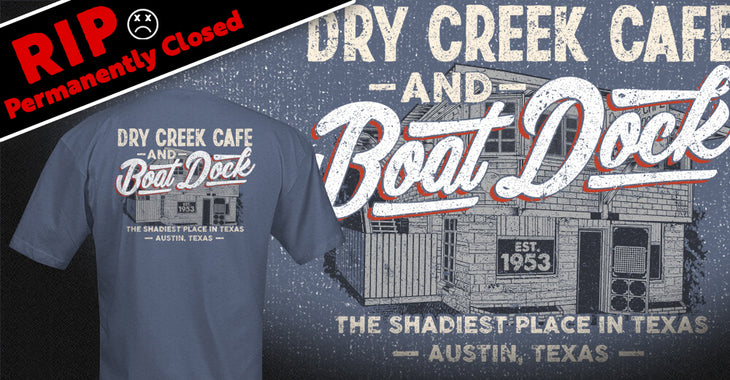 RIP
Permanently Closed
DRY CREEK CAFE
AND
Boat Dock
EST.
1953
THE SHADIEST PLACE IN TEXAS
AUSTIN, TEXAS
DRY CREEK CAFE
AND
Boat Dock
EST.
1953
THE SHADIEST PLACE IN TEXAS
AUSTIN, TEXAS